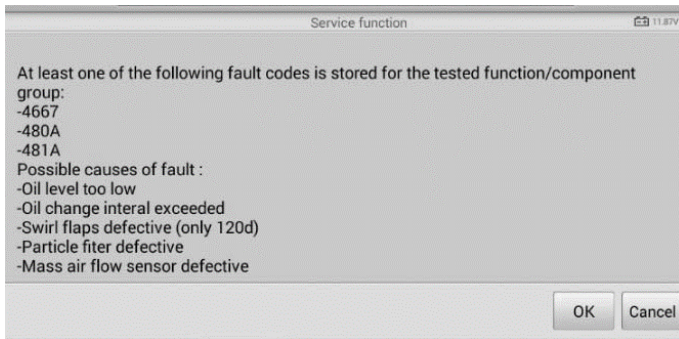 Service function
11.87V
At least one of the following fault codes is stored for the tested function/component
group:
-4667
-480A
-481A
Possible causes of fault :
-Oil level too low
-Oil change interal exceeded
-Swirl flaps defective (only 120d)
-Particle fiter defective
-Mass air flow sensor defective
OK
Cancel